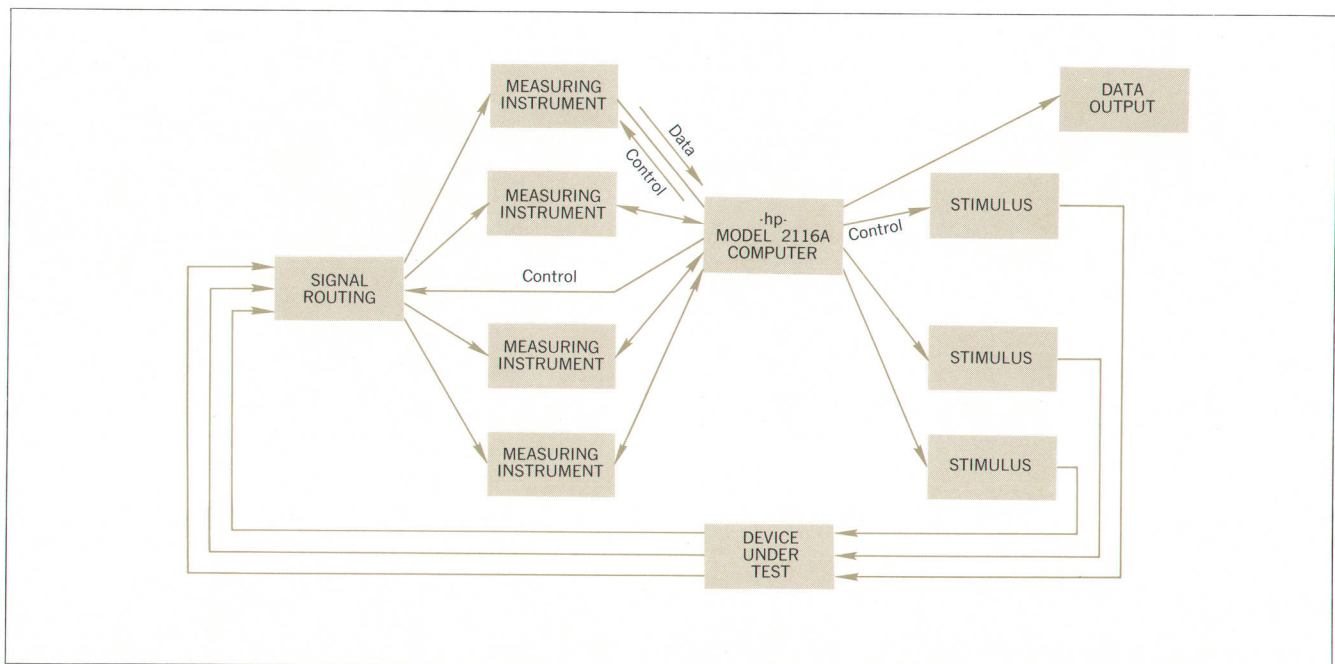 MEASURING
INSTRUMENT
DATA
OUTPUT
Data
Control
MEASURING
INSTRUMENT
-hp-
MODEL 2116A
COMPUTER
STIMULUS
Control
SIGNAL
ROUTING
Control
MEASURING
INSTRUMENT
STIMULUS
MEASURING
INSTRUMENT
STIMULUS
DEVICE
UNDER
TEST